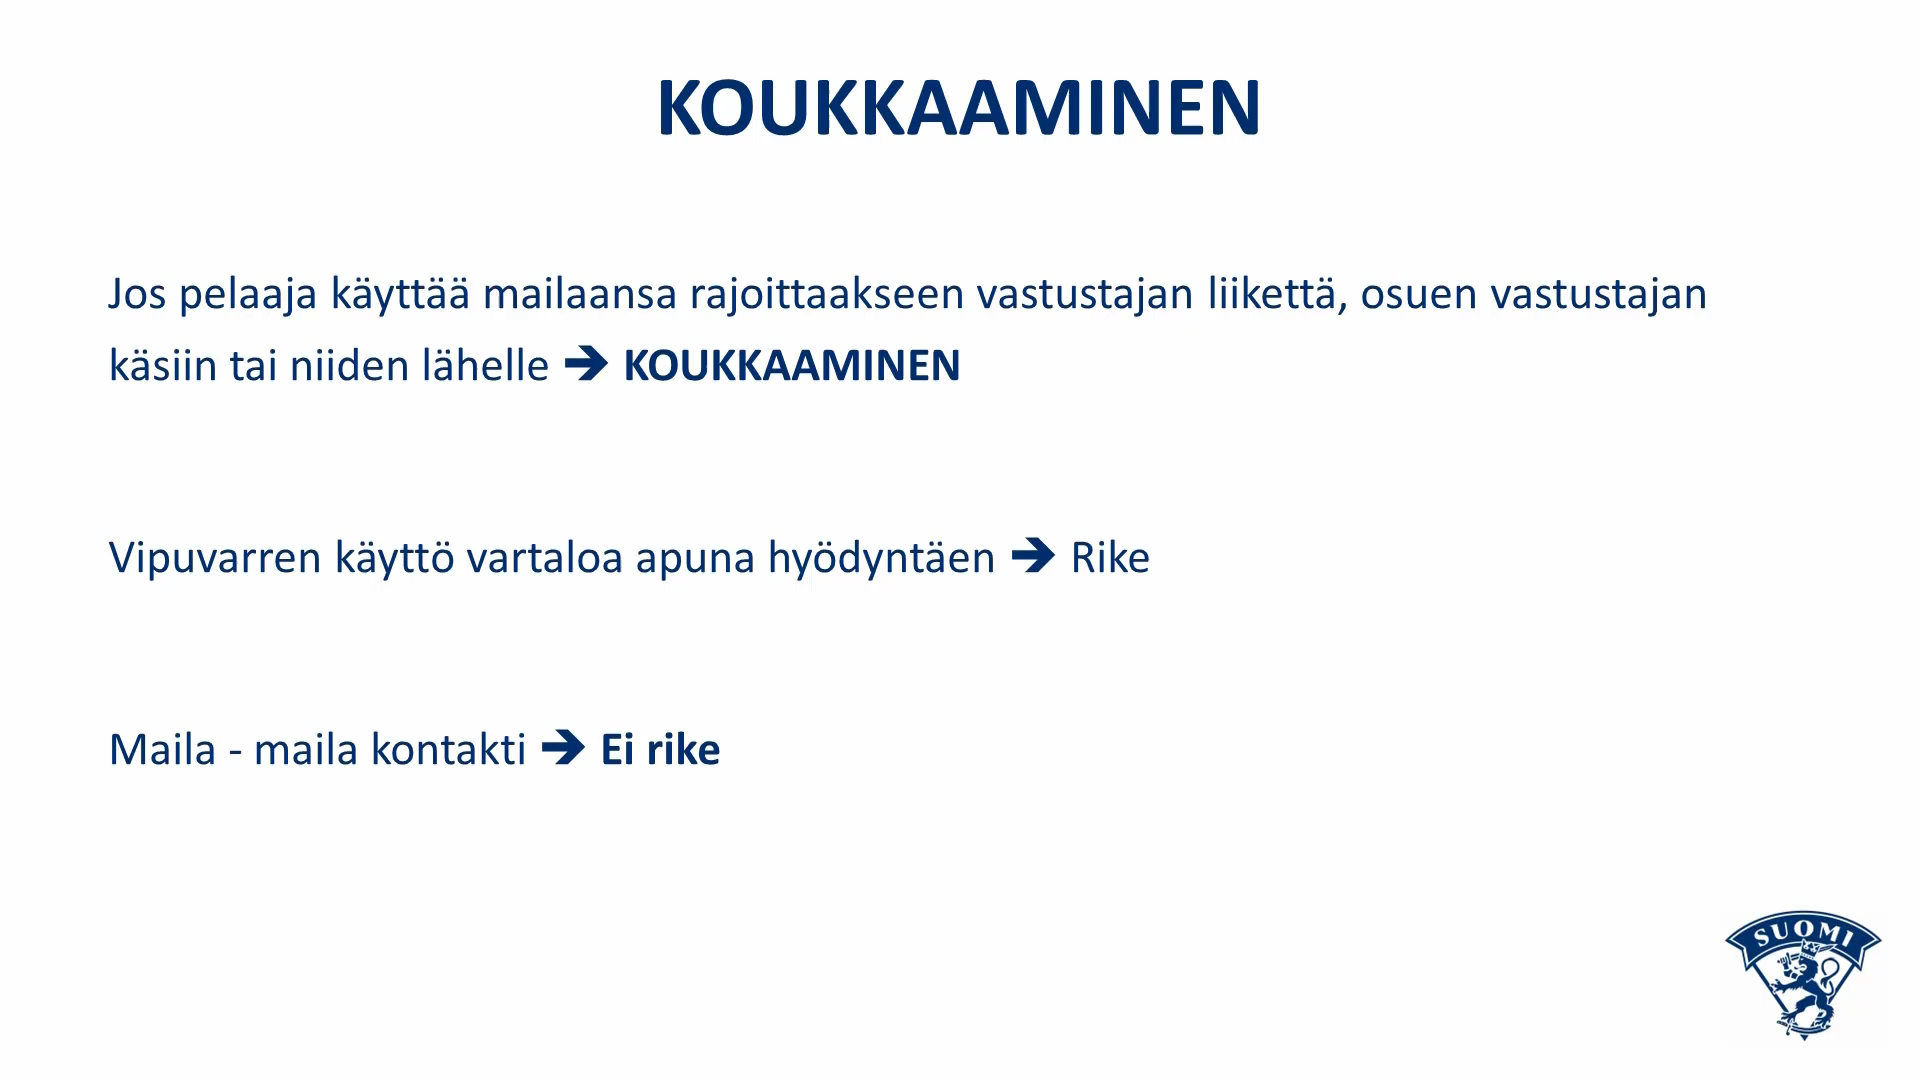 KOUKKAAMINEN
Jos pelaaja käyttää mailaansa rajoittaakseen vastustajan liikettä, osuen vastustajan
käsiin tai niiden lähelle ➔ KOUKKAAMINEN
Vipuvarren käyttö vartaloa apuna hyödyntäen ➔ Rike
Maila - maila kontakti ➔ Ei rike
SUOMI